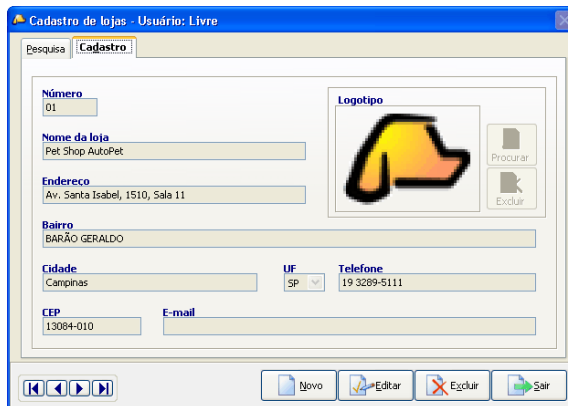 Cadastro de lojas - Usuário: Livre
Pesquisa Cadastro
Número
01
Logotipo
Nome da loja
Pet Shop AutoPet
Procurar
Endereço
Av. Santa Isabel, 1510, Sala 11
Excluir
Bairro
BARÃO GERALDO
Cidade UF Telefone
Campinas SP 19 3289-5111
CEP E-mail
13084-010
Novo Editar Excluir Sair